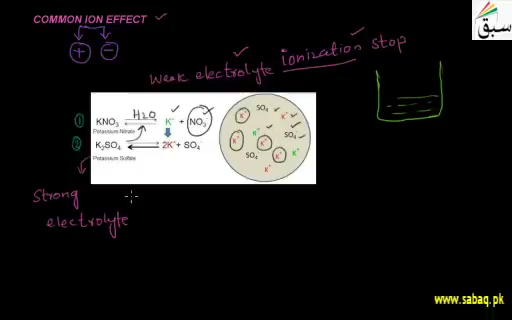 COMMON ION EFFECT
سبق
+ -
weak electrolyte ionization stop
① KNO3 H2O K+ + NO3-
Potassium Nitrate
② K2SO4 2K+ + SO4-
Potassium Sulfate
SO4-
K+ K+ K+
K+ K+ SO4-
K+ K+
SO4- K+ K+
K+ K+
strong
electrolyte
www.sabaq.pk